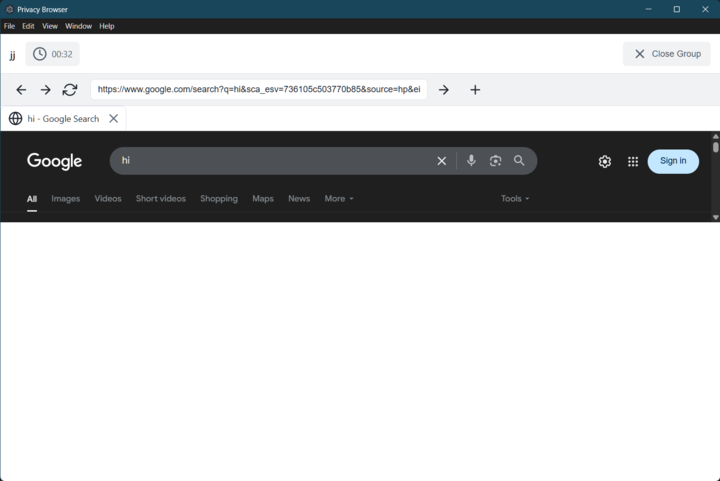 Privacy Browser
File Edit View Window Help
jj 00:32 Close Group
https://www.google.com/search?q=hi&sca_esv=736105c503770b85&source=hp&ei
hi - Google Search
Google hi Sign in
All Images Videos Short videos Shopping Maps News More Tools